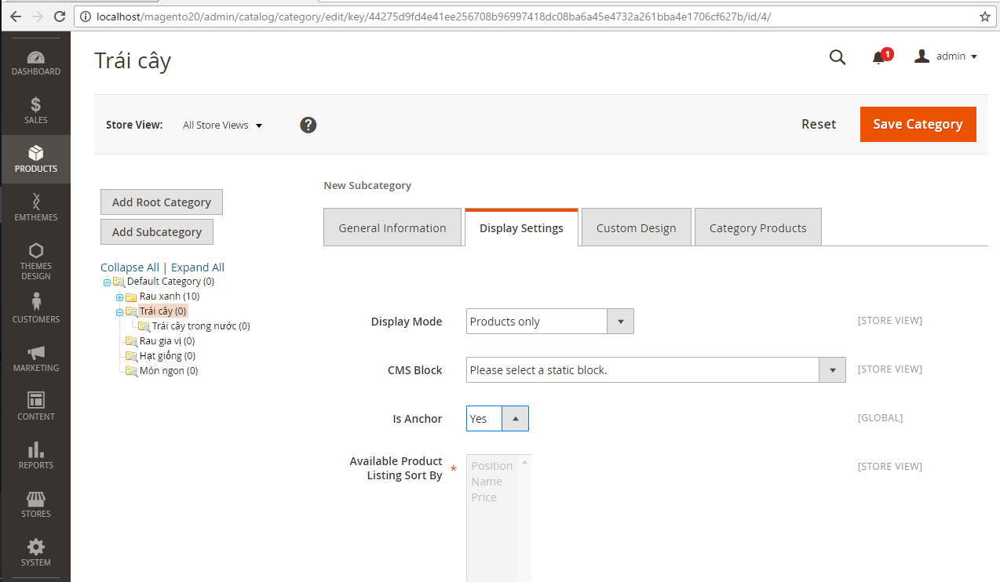 localhost/magento20/admin/catalog/category/edit/key/44275d9fd4e41ee256708b96997418dc08ba6a45e4732a261bba4e1706cf627b/id/4/
DASHBOARD
SALES
PRODUCTS
EMTHEMES
THEMES
DESIGN
CUSTOMERS
MARKETING
CONTENT
REPORTS
STORES
SYSTEM
Trái cây
1
admin
Store View:
All Store Views
?
Reset
Save Category
Add Root Category
Add Subcategory
Collapse All | Expand All
Default Category (0)
Rau xanh (10)
Trái cây (0)
Trái cây trong nước (0)
Rau gia vị (0)
Hạt giống (0)
Món ngon (0)
New Subcategory
General Information
Display Settings
Custom Design
Category Products
Display Mode
Products only
[STORE VIEW]
CMS Block
Please select a static block.
[STORE VIEW]
Is Anchor
Yes
[GLOBAL]
Available Product
Listing Sort By
*
Position
Name
Price
[STORE VIEW]